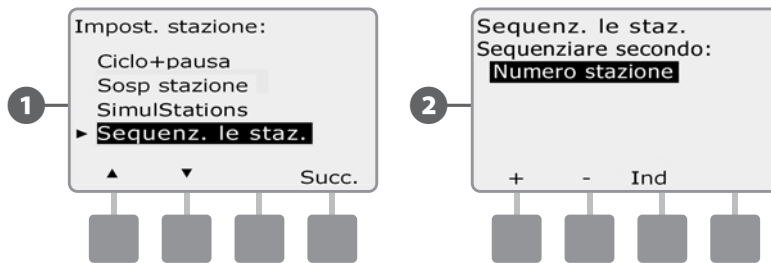 1
Impost. stazione:
Ciclo+pausa
Sosp stazione
SimulStations
► Sequenz. le staz.
▲ ▼ Succ.
2
Sequenz. le staz.
Sequenziare secondo:
Numero stazione
+ - Ind